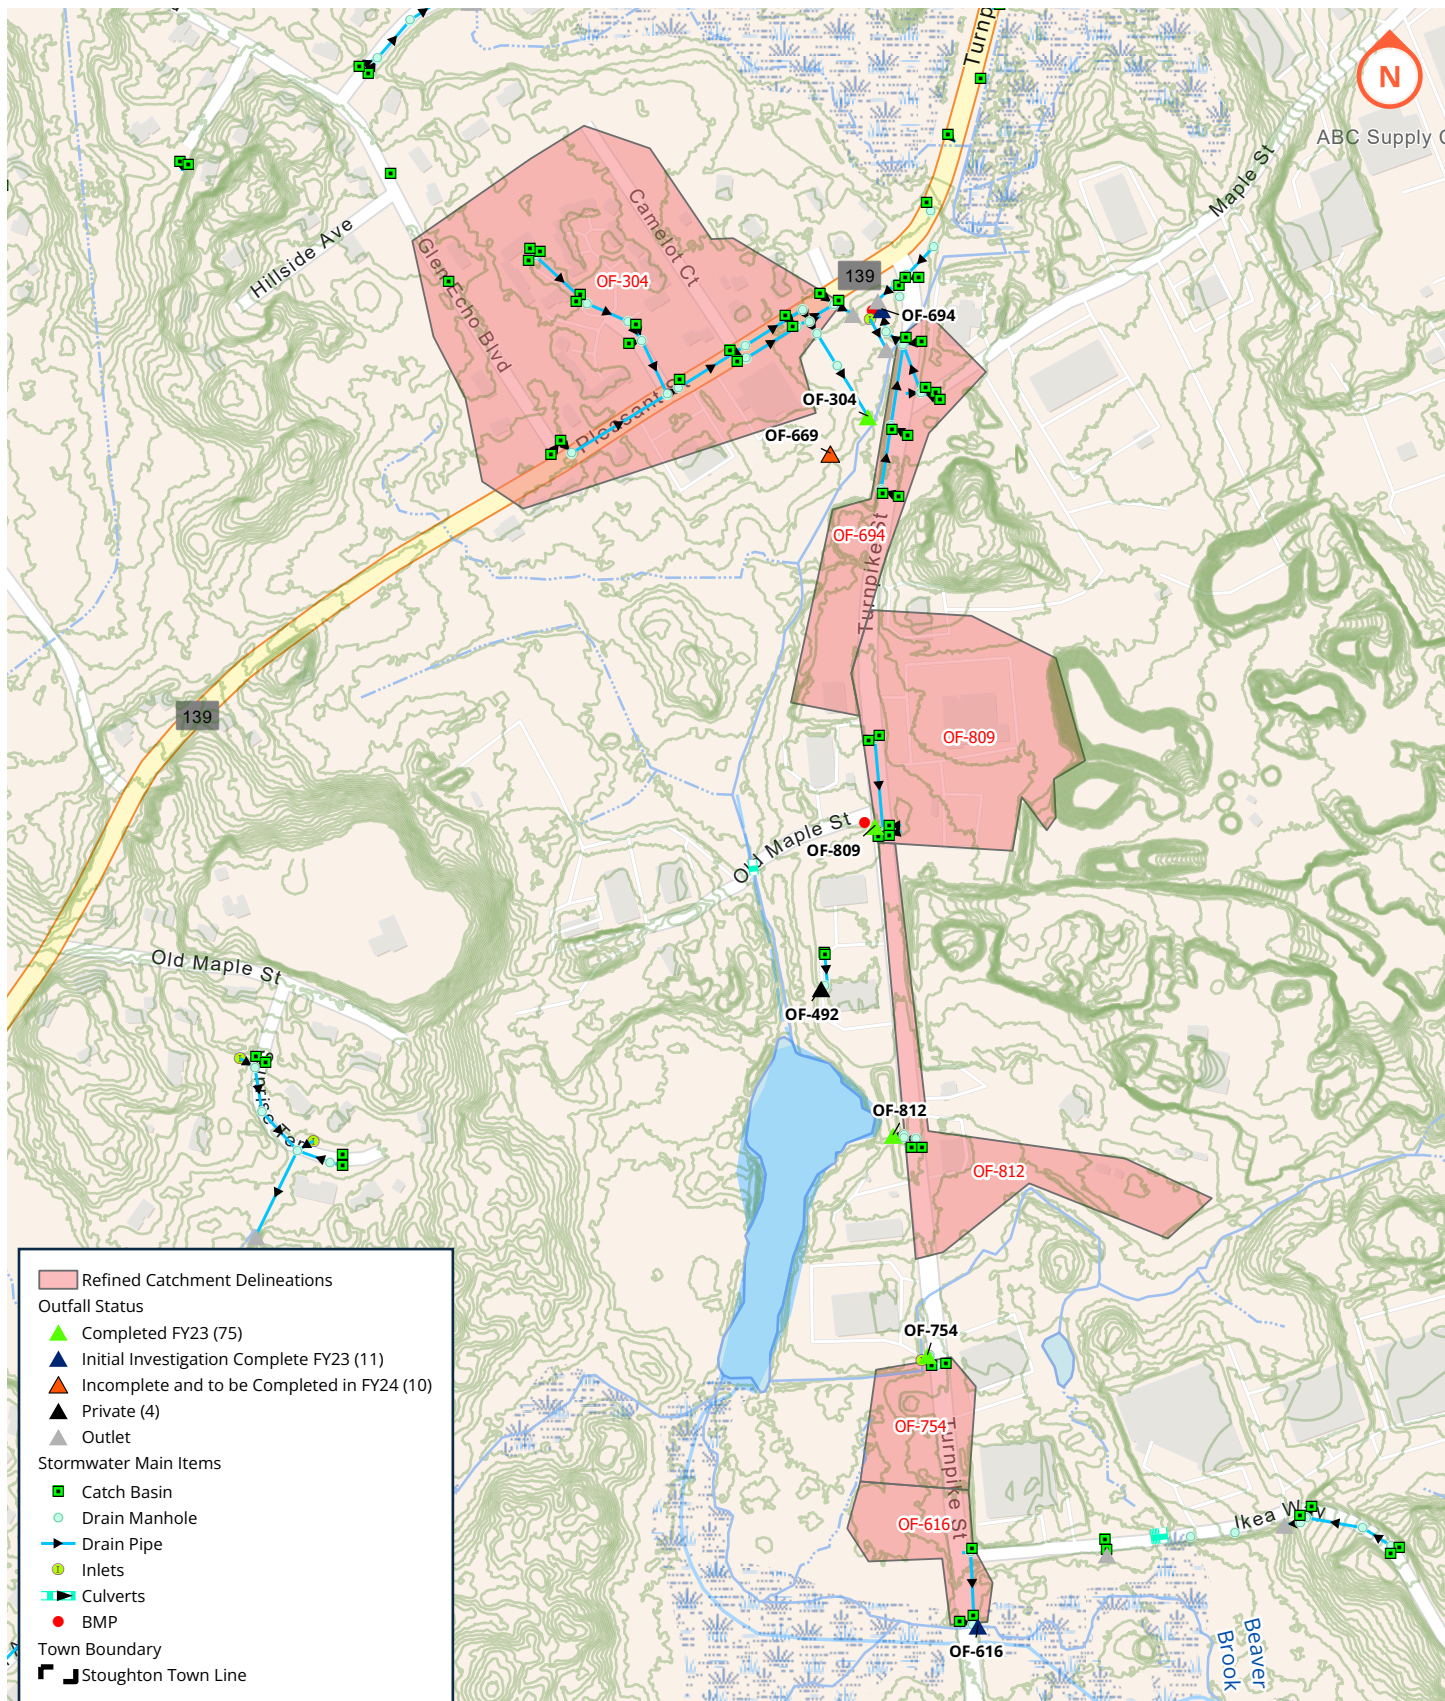 Turnp
N
ABC Supply C
Maple St
Hillside Ave
Camelot Ct
Glen Echo Blvd
OF-304
139
OF-694
Pleasant St
OF-304
OF-669
OF-694
Turnpike St
139
OF-809
Old Maple St
OF-809
Old Maple St
OF-492
OF-812
OF-812
OF-754
OF-754
Turnpike St
OF-616
Ikea Way
OF-616
Beaver
Brook
Refined Catchment Delineations
Outfall Status
Completed FY23 (75)
Initial Investigation Complete FY23 (11)
Incomplete and to be Completed in FY24 (10)
Private (4)
Outlet
Stormwater Main Items
Catch Basin
Drain Manhole
Drain Pipe
Inlets
Culverts
BMP
Town Boundary
Stoughton Town Line